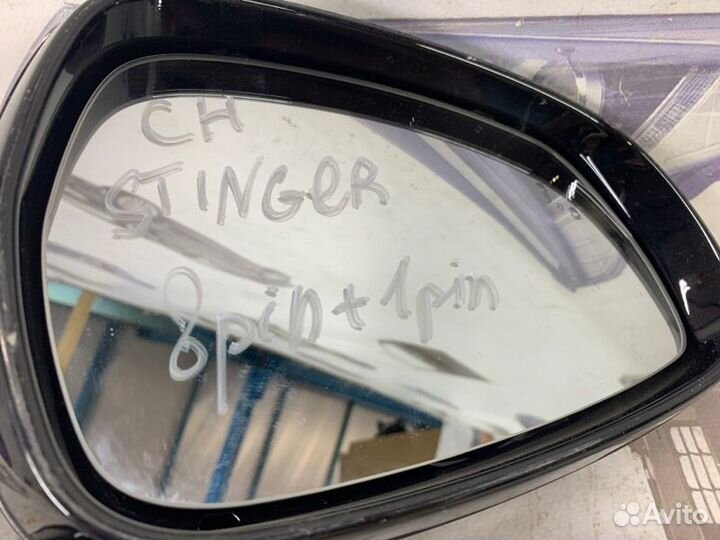 CH
STINGER
8pin + 1pin
Avito